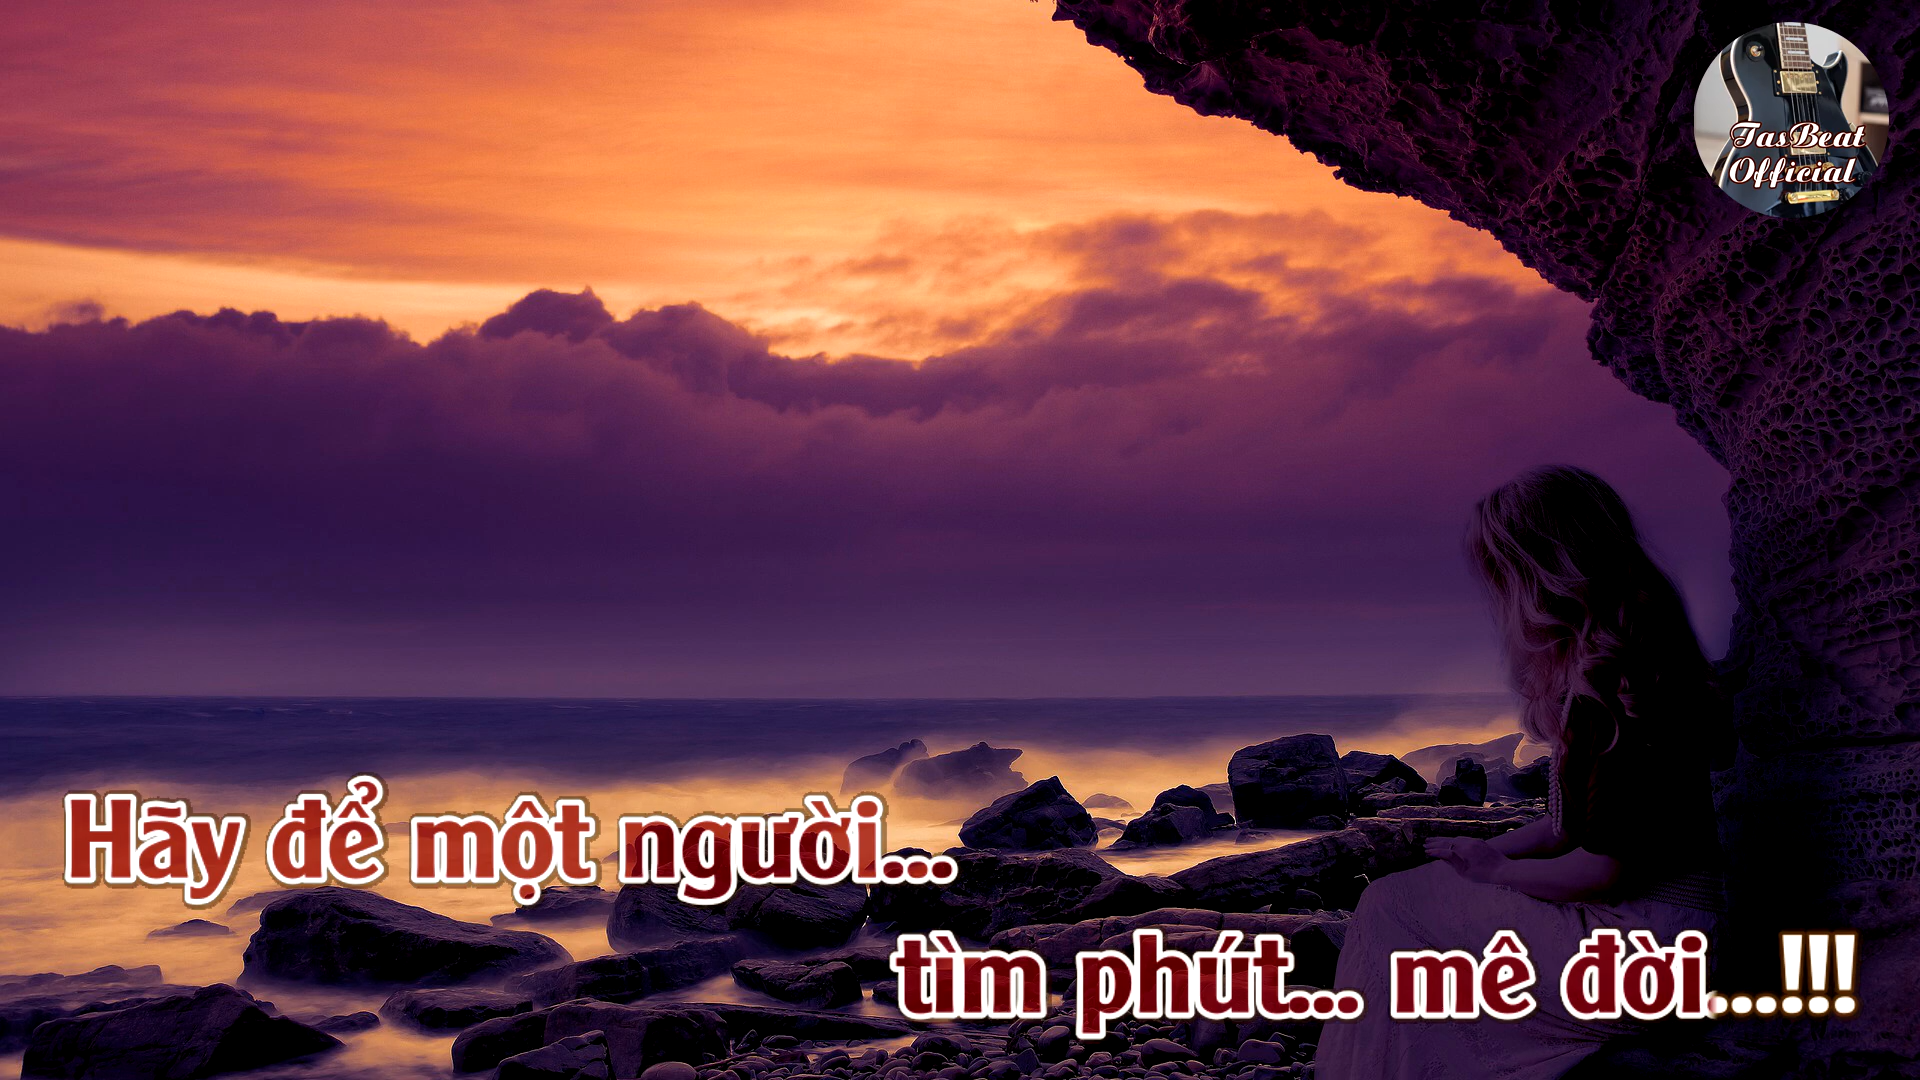 TasBeat
Official
Hãy để một người...
tìm phút... mê đời...!!!